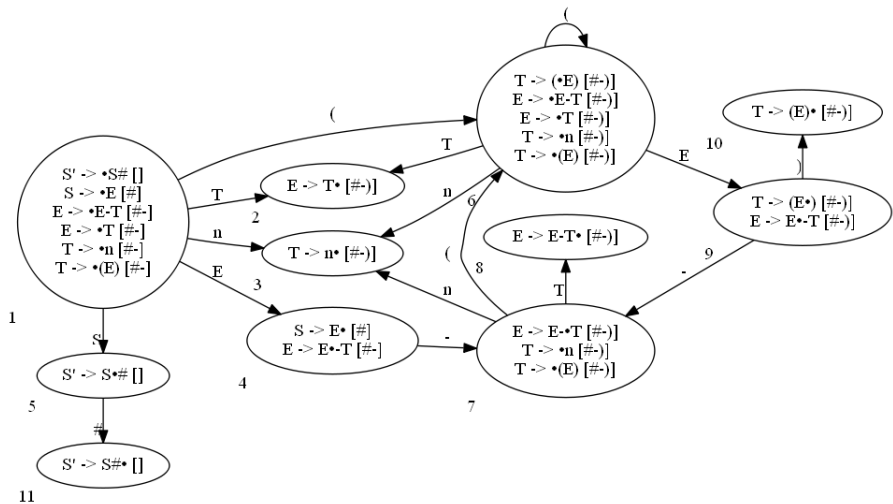 (
T -> (•E) [#-)]
E -> •E-T [#-)]
E -> •T [#-)]
T -> •n [#-)]
T -> •(E) [#-)]
6
T -> (E)• [#-)]
10
)
S' -> •S# []
S -> •E [#]
E -> •E-T [#-]
E -> •T [#-]
T -> •n [#-]
T -> •(E) [#-]
1
(
T
T
E
E -> T• [#-)]
2
n
n
T -> (E•) [#-)]
E -> E•-T [#-)]
9
T -> n• [#-)]
3
E
(
E -> E-T• [#-)]
8
-
n
T
S
S -> E• [#]
E -> E•-T [#-]
4
-
E -> E-•T [#-)]
T -> •n [#-)]
T -> •(E) [#-)]
7
S' -> S•# []
5
#
S' -> S#• []
11